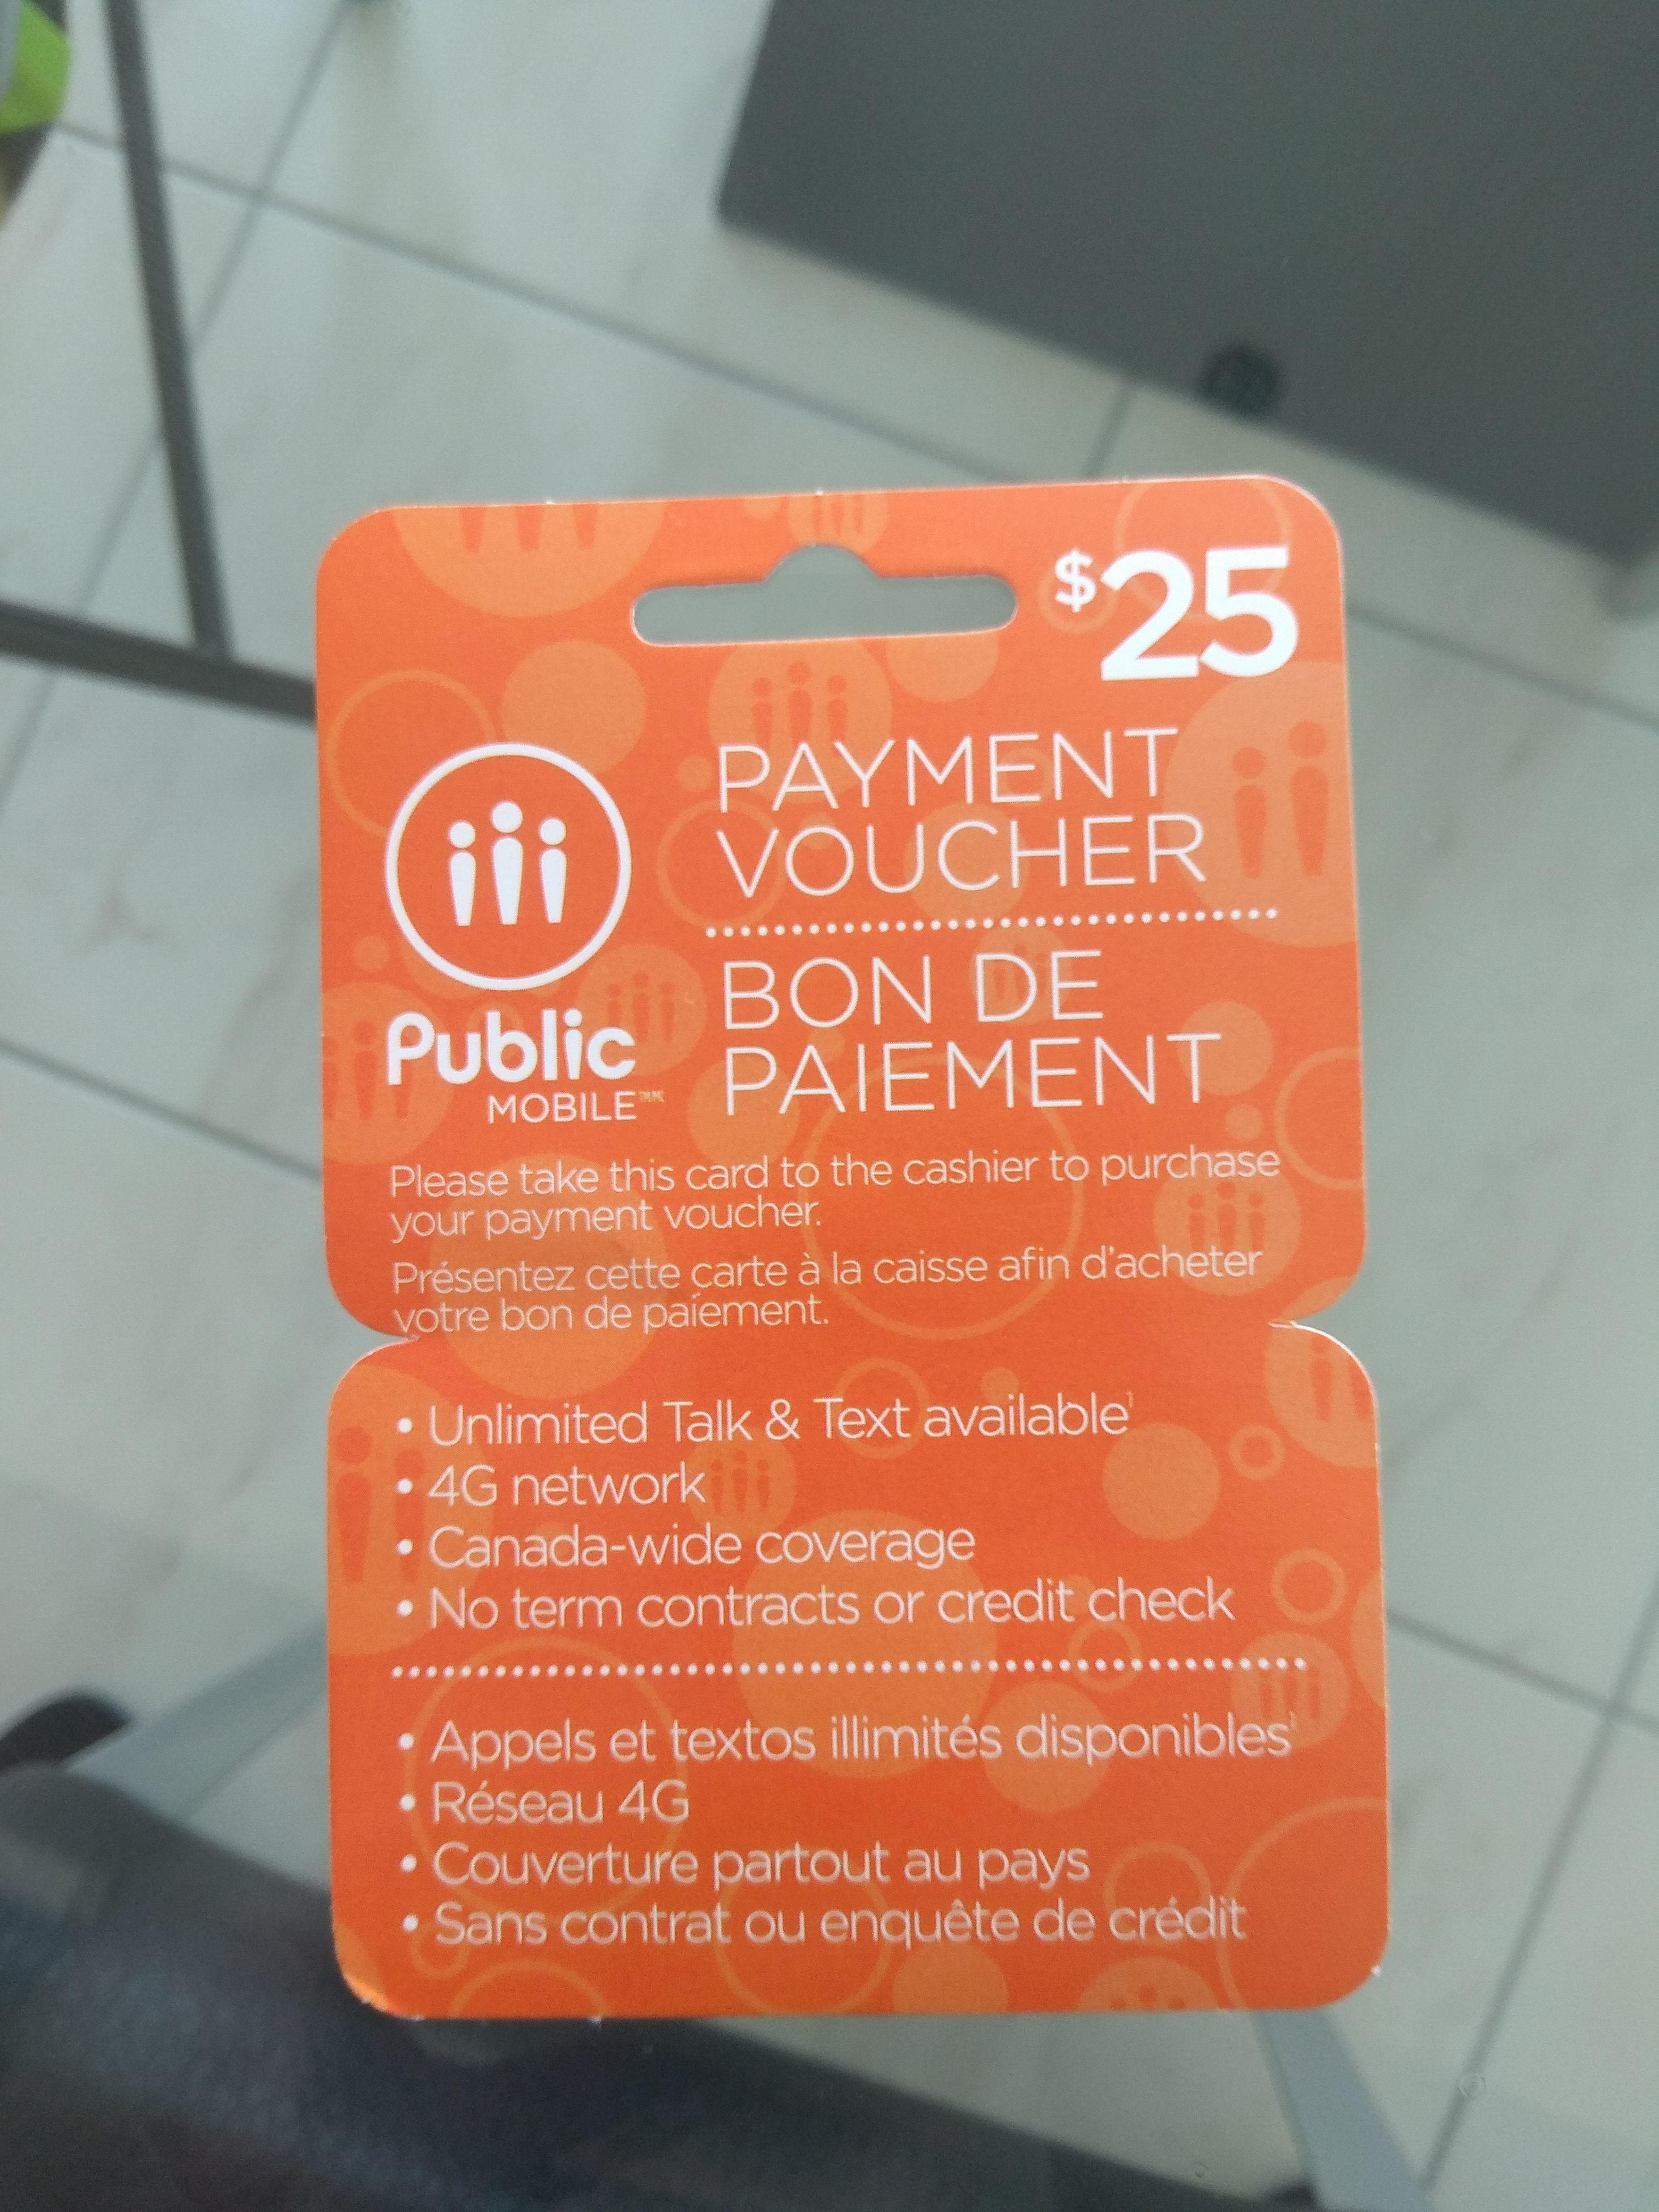 $25
PAYMENT
VOUCHER
BON DE
PAIEMENT
Public
MOBILE
Please take this card to the cashier to purchase
your payment voucher.
Présentez cette carte à la caisse afin d'acheter
votre bon de paiement.
• Unlimited Talk & Text available¹
• 4G network
• Canada-wide coverage
• No term contracts or credit check
• Appels et textos illimités disponibles¹
• Réseau 4G
• Couverture partout au pays
• Sans contrat ou enquête de crédit